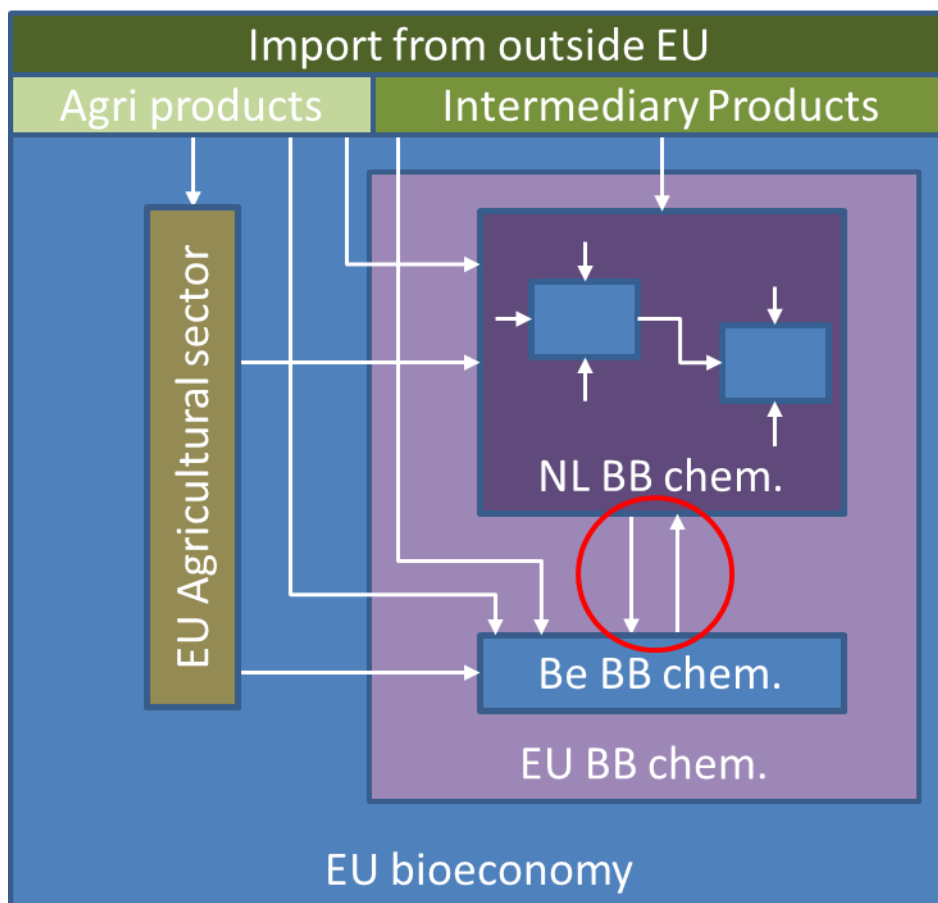 Import from outside EU
Agri products
Intermediary Products
EU Agricultural sector
NL BB chem.
Be BB chem.
EU BB chem.
EU bioeconomy